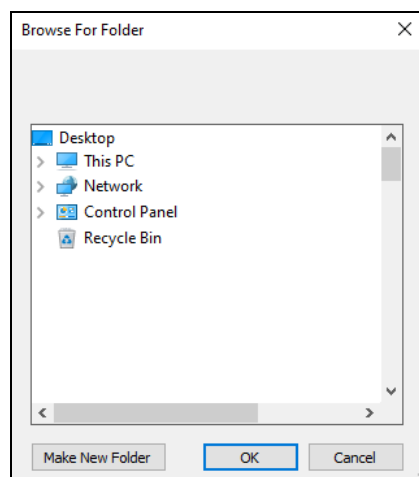 Browse For Folder
Desktop
This PC
Network
Control Panel
Recycle Bin
Make New Folder OK Cancel